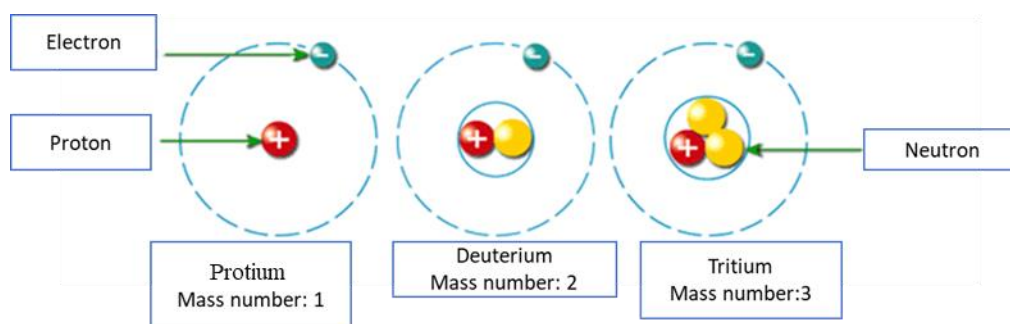 Electron
Proton
Neutron
Protium
Mass number: 1
Deuterium
Mass number: 2
Tritium
Mass number:3